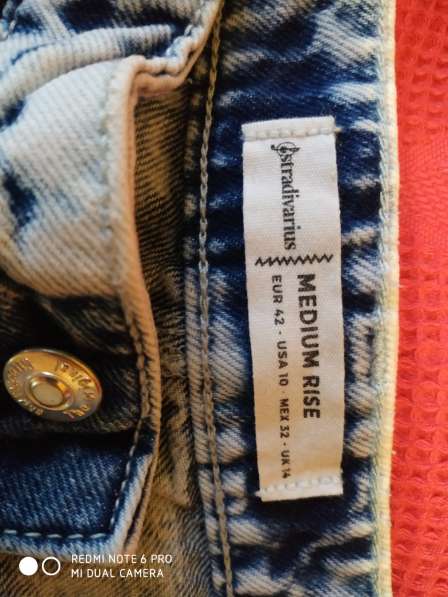 stradivarius
MEDIUM RISE
EUR 42 · USA 10 · MEX 32 · UK 14
REDMI NOTE 6 PRO
MI DUAL CAMERA